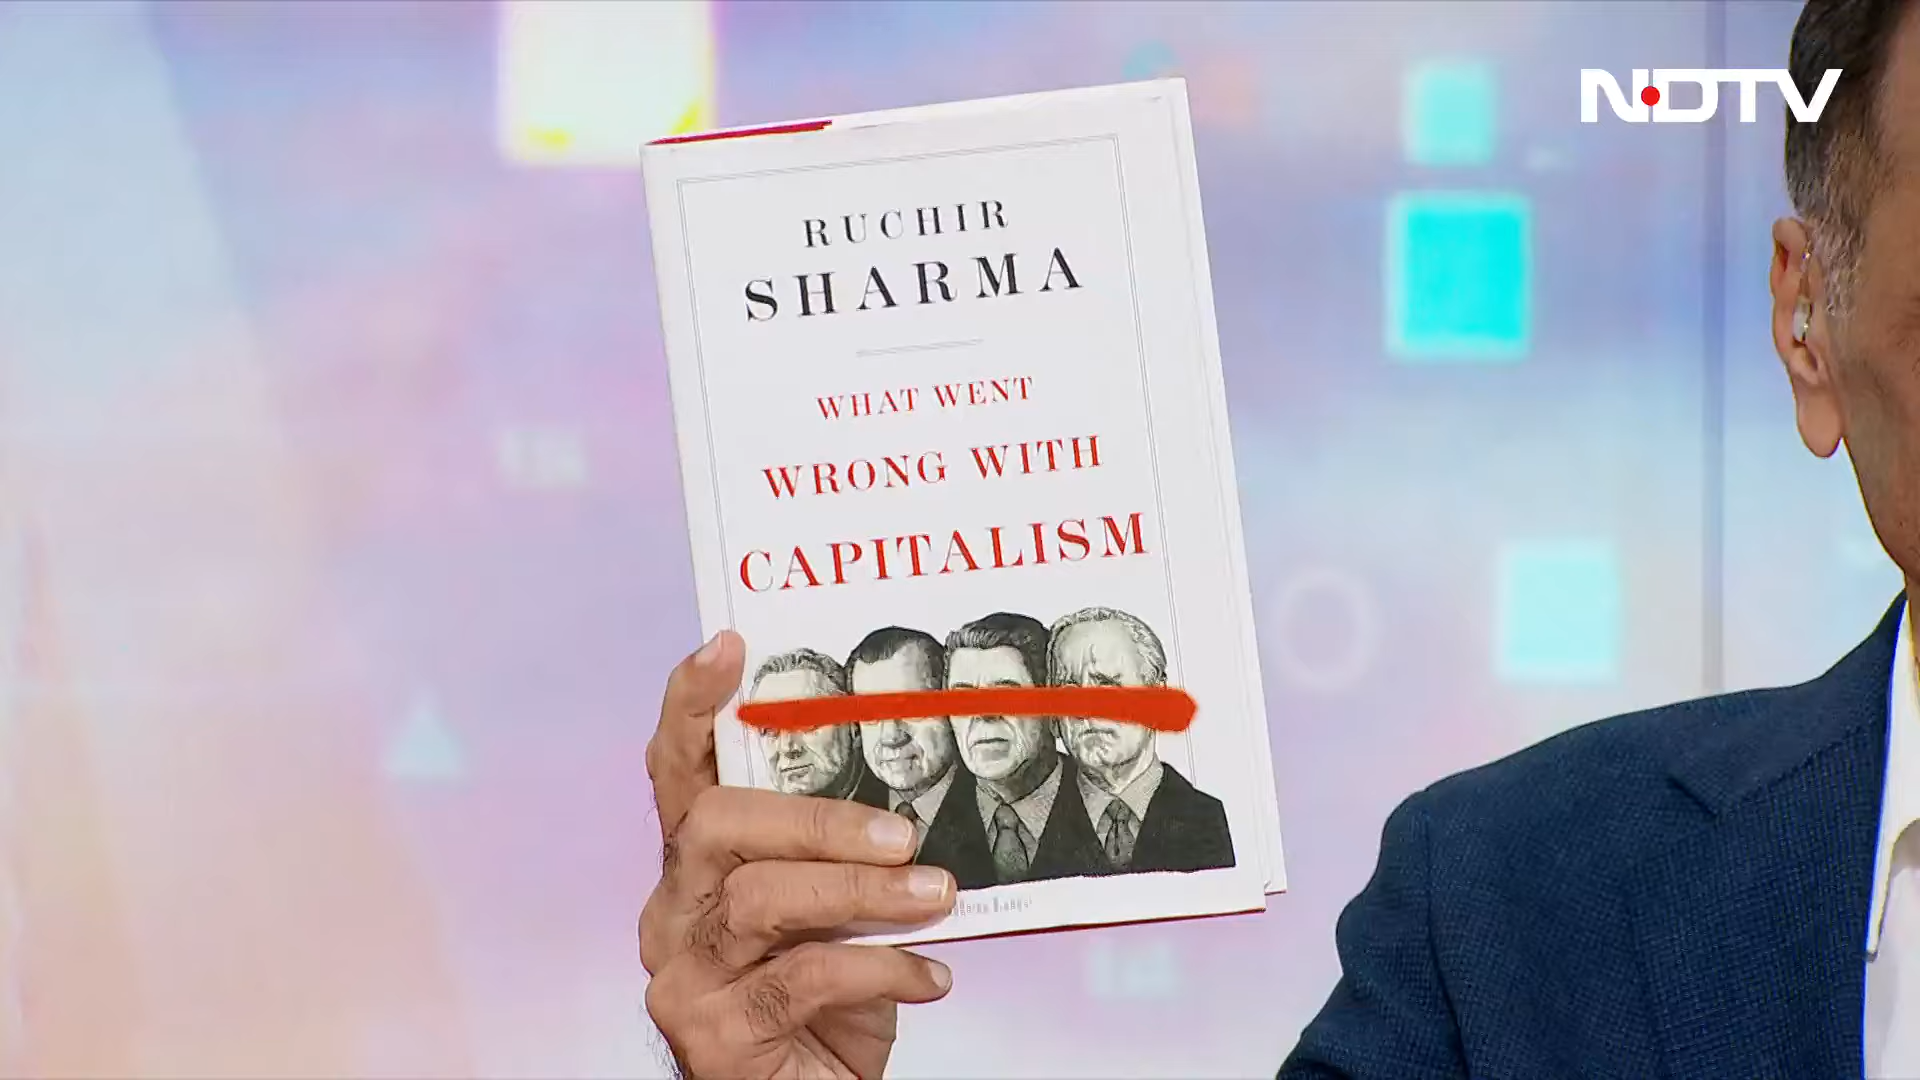 NDTV
RUCHIR
SHARMA
WHAT WENT
WRONG WITH
CAPITALISM